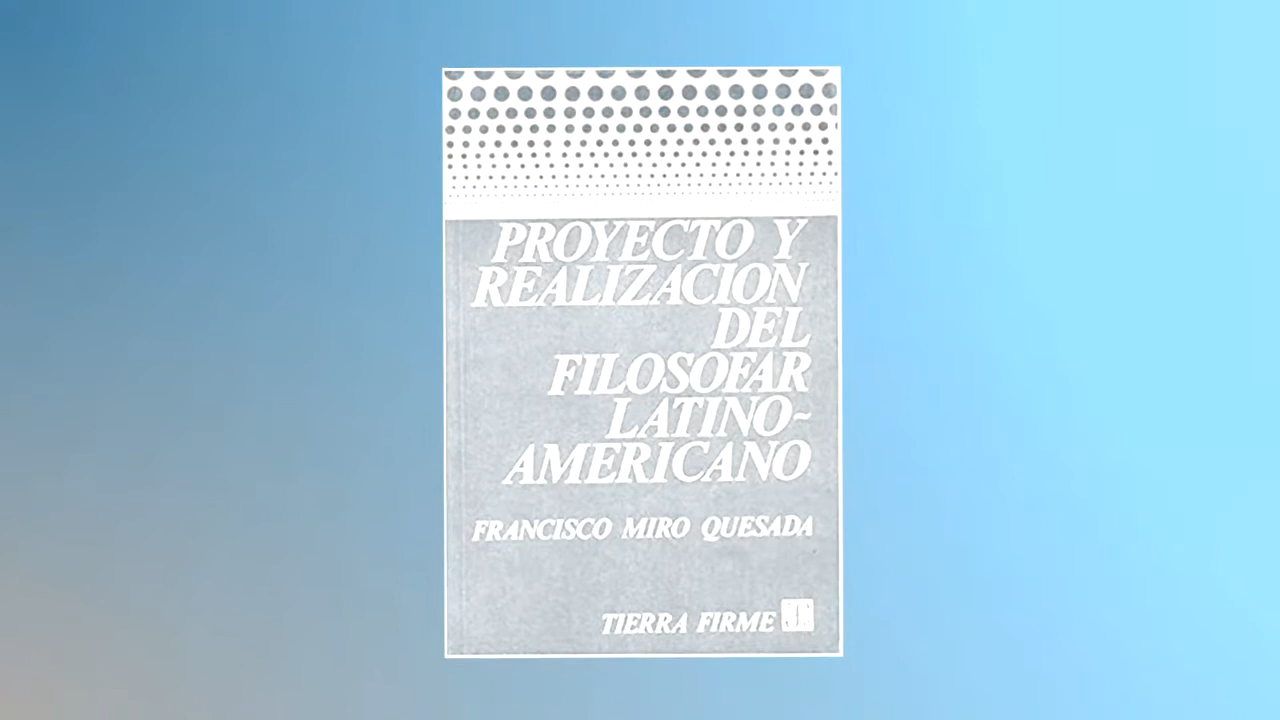 PROYECTO Y
REALIZACION
DEL
FILOSOFAR
LATINO-
AMERICANO
FRANCISCO MIRO QUESADA
TIERRA FIRME